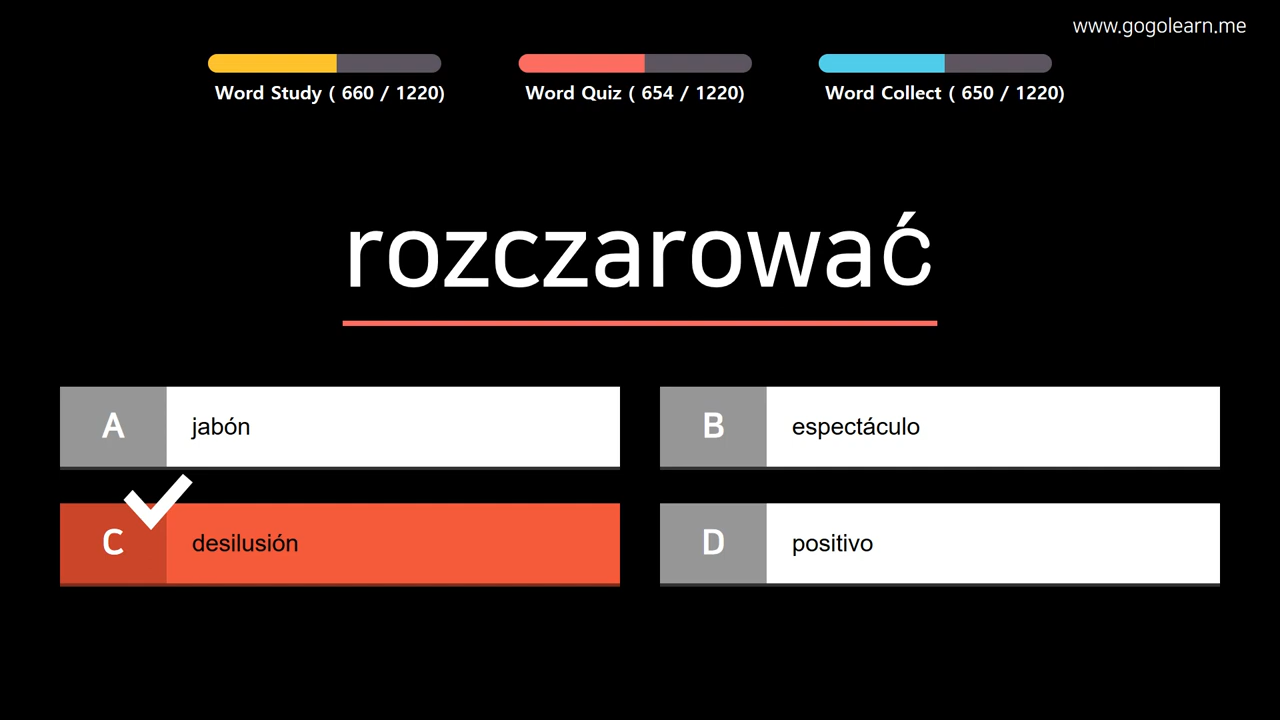 www.gogolearn.me
Word Study ( 660 / 1220)
Word Quiz ( 654 / 1220)
Word Collect ( 650 / 1220)
rozczarować
A
jabón
B
espectáculo
C
desilusión
D
positivo